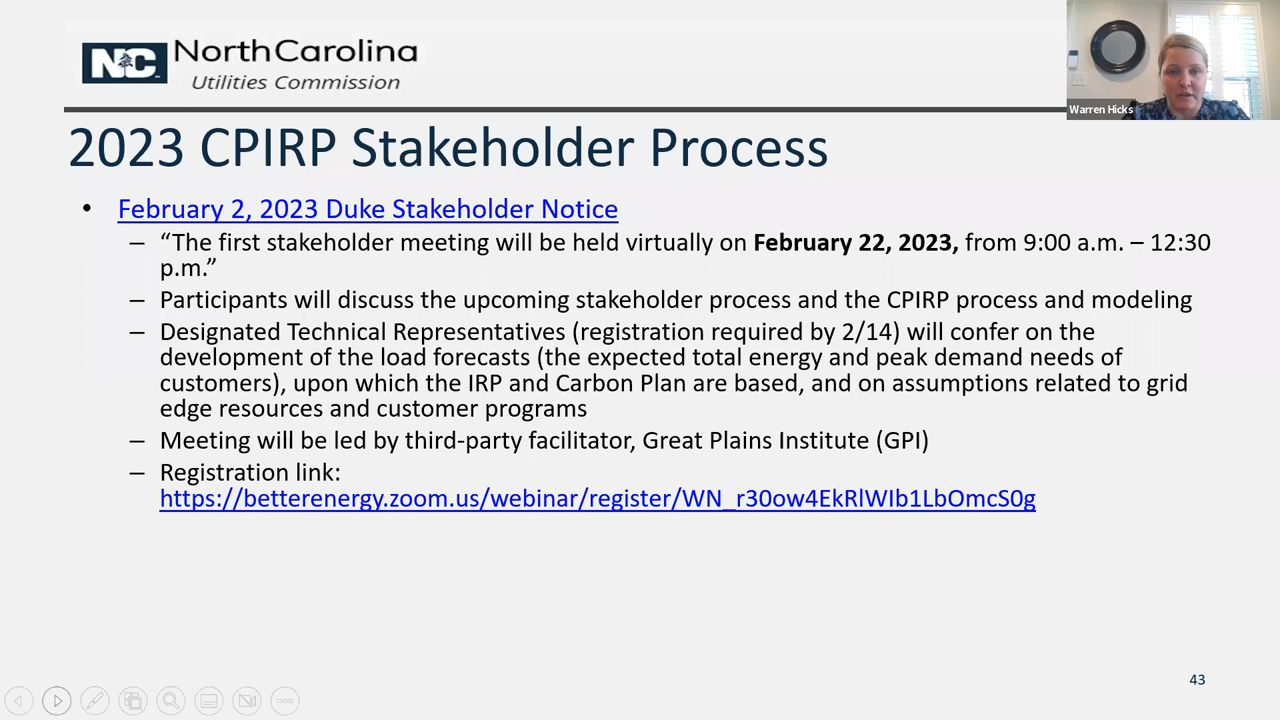 NC
North Carolina
Utilities Commission
Warren Hicks
2023 CPIRP Stakeholder Process
• February 2, 2023 Duke Stakeholder Notice
– “The first stakeholder meeting will be held virtually on February 22, 2023, from 9:00 a.m. – 12:30
p.m.”
– Participants will discuss the upcoming stakeholder process and the CPIRP process and modeling
– Designated Technical Representatives (registration required by 2/14) will confer on the
development of the load forecasts (the expected total energy and peak demand needs of
customers), upon which the IRP and Carbon Plan are based, and on assumptions related to grid
edge resources and customer programs
– Meeting will be led by third-party facilitator, Great Plains Institute (GPI)
– Registration link:
https://betterenergy.zoom.us/webinar/register/WN_r30ow4EkRlWIb1LbOmcS0g
43